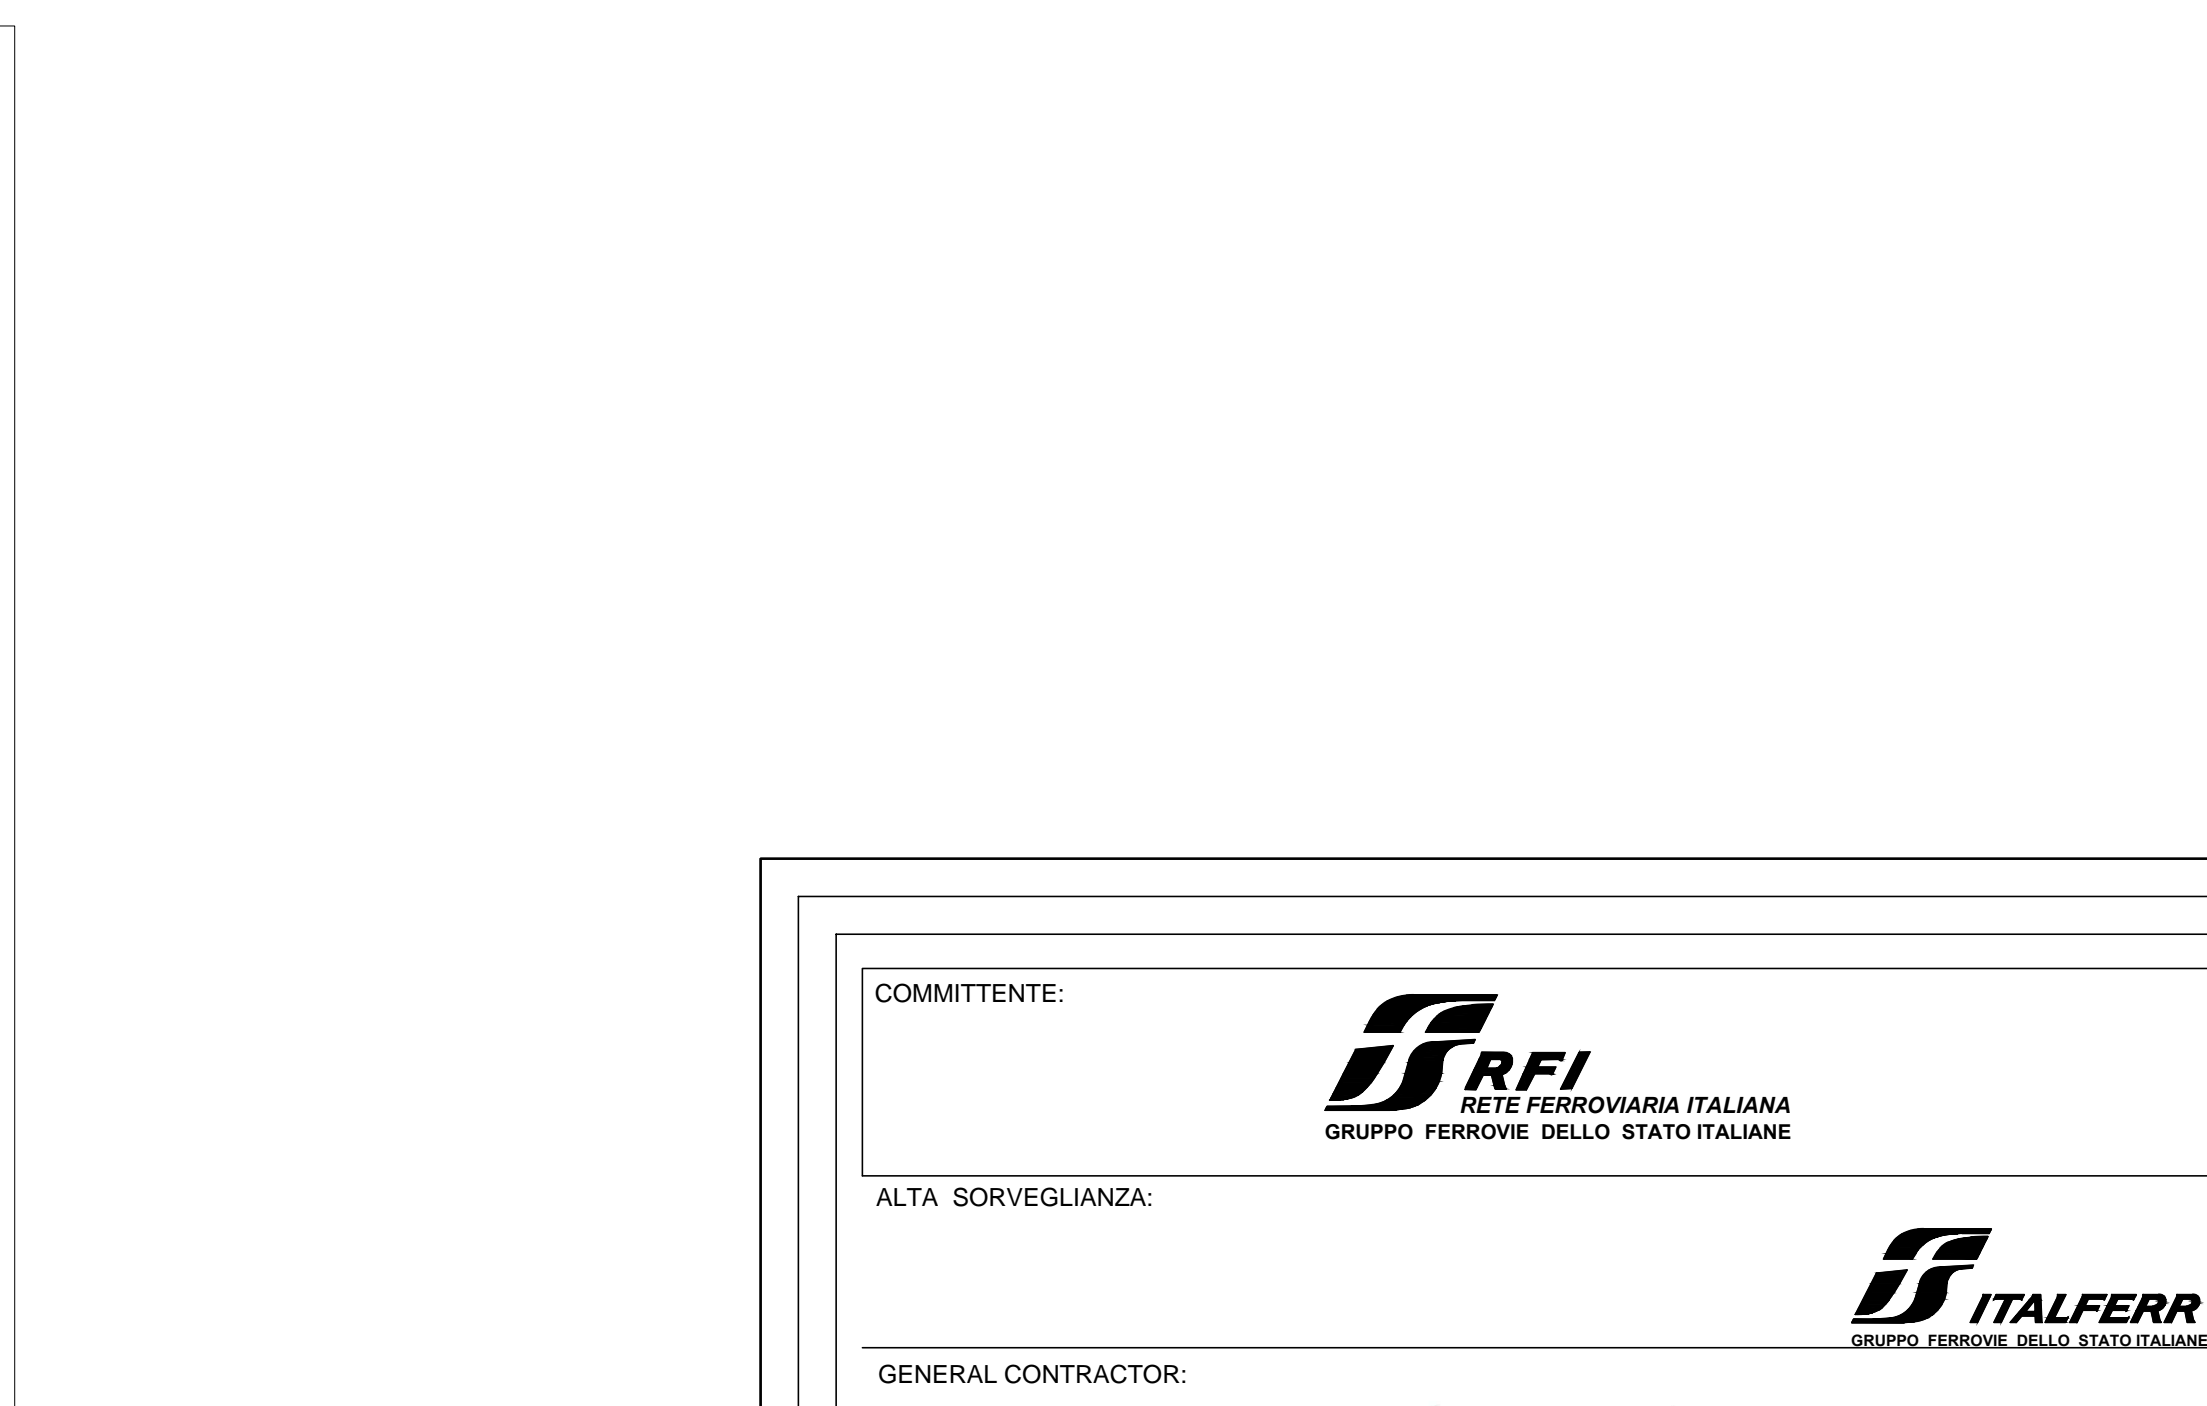 COMMITTENTE:
RFI
RETE FERROVIARIA ITALIANA
GRUPPO FERROVIE DELLO STATO ITALIANE
ALTA SORVEGLIANZA:
ITALFERR
GRUPPO FERROVIE DELLO STATO ITALIANE
GENERAL CONTRACTOR: